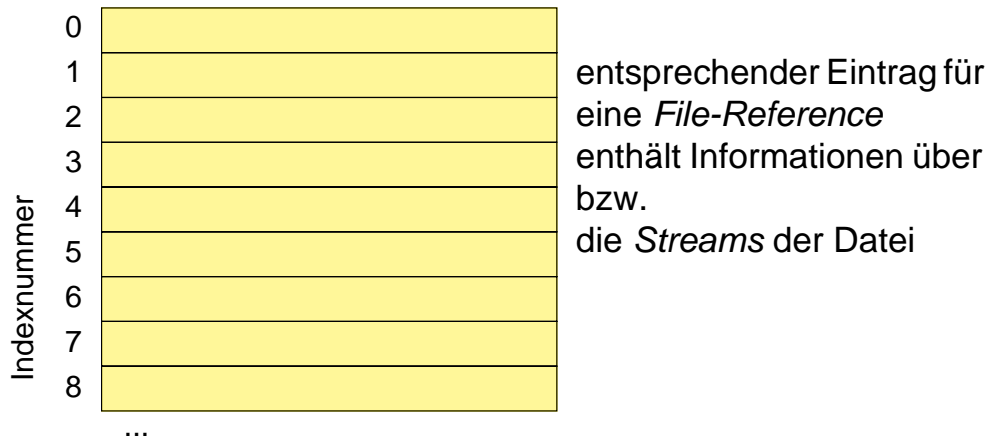 0
1
2
3
4
5
6
7
8
...
Indexnummer
entsprechender Eintrag für
eine File-Reference
enthält Informationen über
bzw.
die Streams der Datei